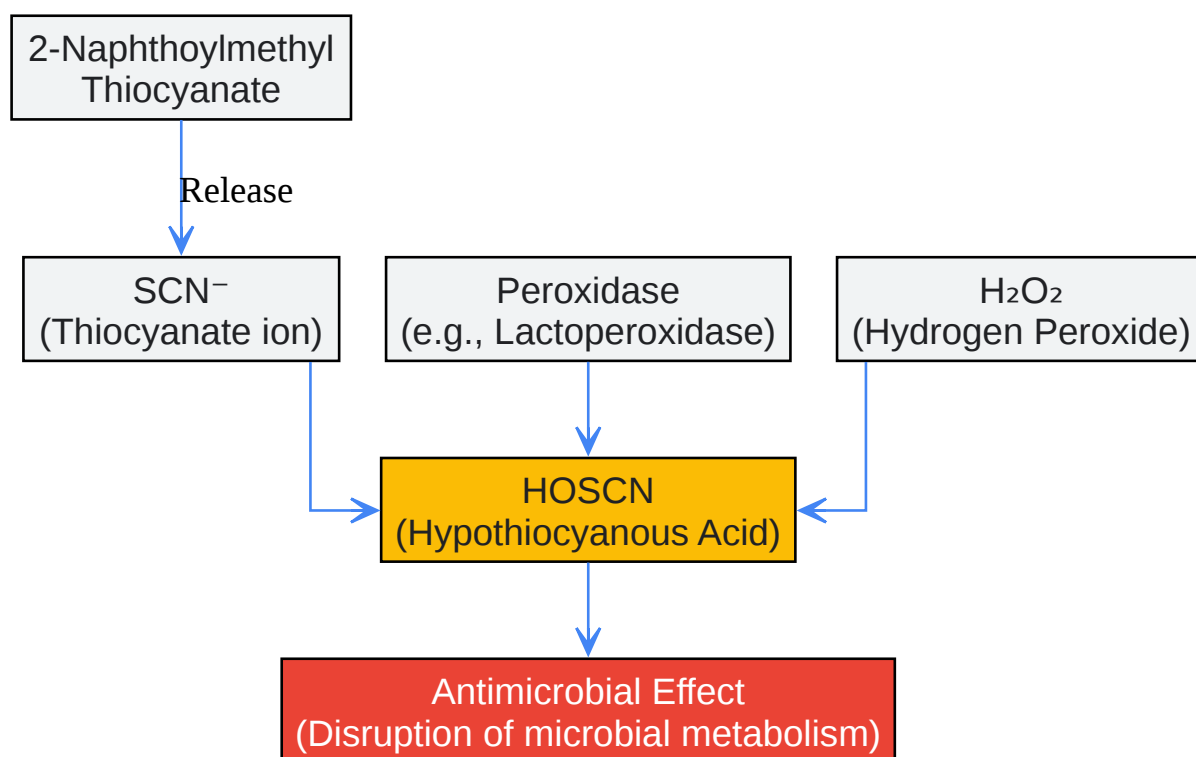 2-Naphthoylmethyl
Thiocyanate
Release
SCN⁻
(Thiocyanate ion)
Peroxidase
(e.g., Lactoperoxidase)
H₂O₂
(Hydrogen Peroxide)
HOSCN
(Hypothiocyanous Acid)
Antimicrobial Effect
(Disruption of microbial metabolism)